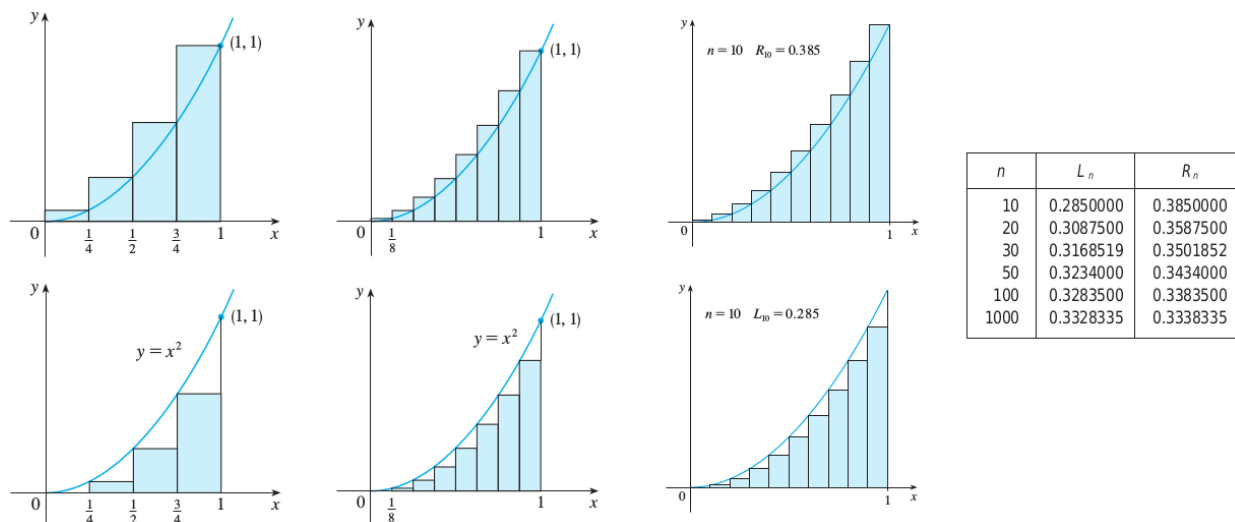 y
(1, 1)
0
1/4
1/2
3/4
1
x
y
(1, 1)
0
1/8
1
x
y
n = 10 R₁₀ = 0.385
0
1
x
y
(1, 1)
y = x²
0
1/4
1/2
3/4
1
x
y
(1, 1)
y = x²
0
1/8
1
x
y
n = 10 L₁₀ = 0.285
0
1
x
n Lₙ Rₙ
10 0.2850000 0.3850000
20 0.3087500 0.3587500
30 0.3168519 0.3501852
50 0.3234000 0.3434000
100 0.3283500 0.3383500
1000 0.3328335 0.3338335